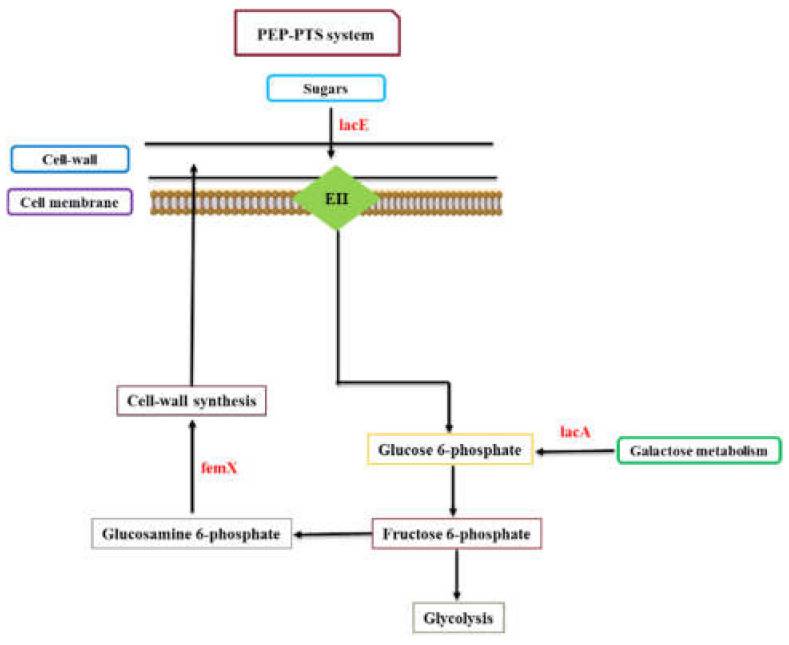 PEP-PTS system
Sugars
lacE
Cell-wall
Cell membrane
EII
Cell-wall synthesis
lacA
Glucose 6-phosphate
Galactose metabolism
femX
Glucosamine 6-phosphate
Fructose 6-phosphate
Glycolysis